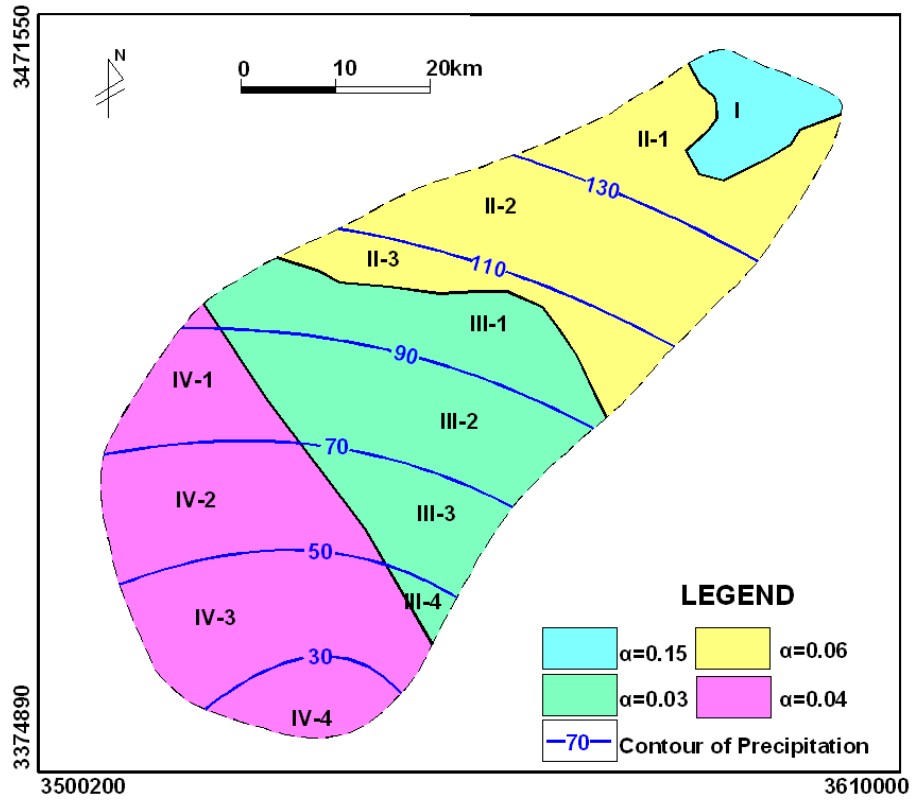 3471550
N
0 10 20km
I
II-1
130
II-2
II-3
110
III-1
90
IV-1
III-2
70
IV-2
III-3
50
III-4
IV-3
30
IV-4
LEGEND
α=0.15 α=0.06
α=0.03 α=0.04
70 Contour of Precipitation
3374890
3500200 3610000